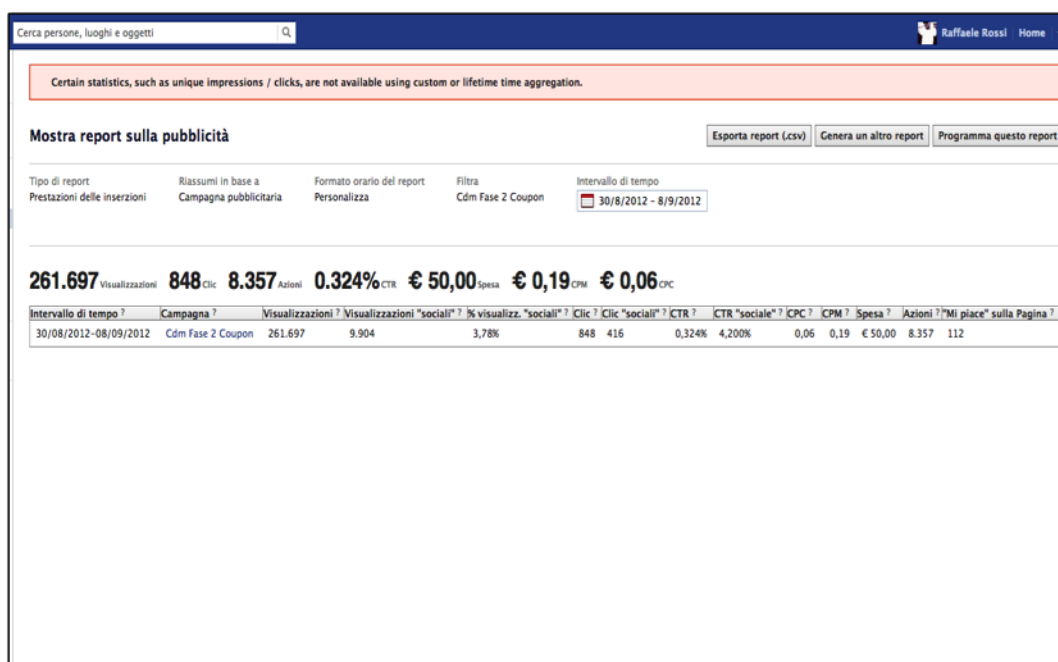 Cerca persone, luoghi e oggetti
Raffaele Rossi Home
Certain statistics, such as unique impressions / clicks, are not available using custom or lifetime time aggregation.
Mostra report sulla pubblicità
Esporta report (.csv) Genera un altro report Programma questo report
Tipo di report Riassumi in base a Formato orario del report Filtra Intervallo di tempo
Prestazioni delle inserzioni Campagna pubblicitaria Personalizza Cdm Fase 2 Coupon 30/8/2012 - 8/9/2012
261.697 Visualizzazioni 848 Clic 8.357 Azioni 0.324% CTR € 50,00 Spesa € 0,19 CPM € 0,06 CPC
Intervallo di tempo ? Campagna ? Visualizzazioni ? Visualizzazioni "sociali" ? % visualizz. "sociali" ? Clic ? Clic "sociali" ? CTR ? CTR "sociale" ? CPC ? CPM ? Spesa ? Azioni ? "Mi piace" sulla Pagina ?
30/08/2012-08/09/2012 Cdm Fase 2 Coupon 261.697 9.904 3,78% 848 416 0,324% 4,200% 0,06 0,19 € 50,00 8.357 112